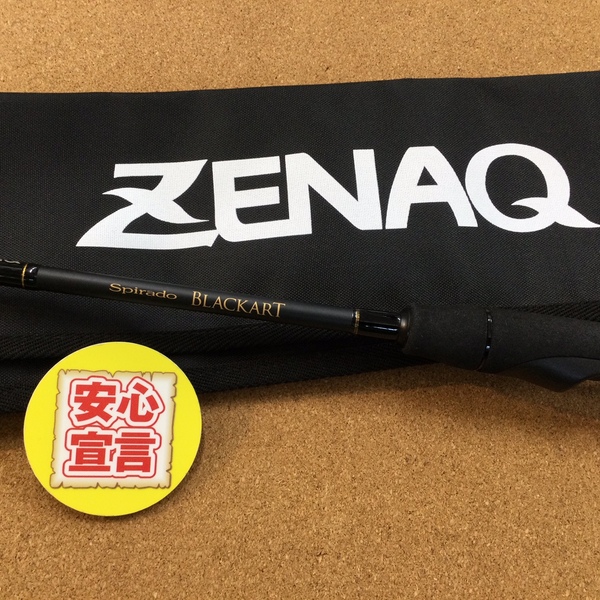 ZENAQ
Spirado BLACKART
安心
宣言